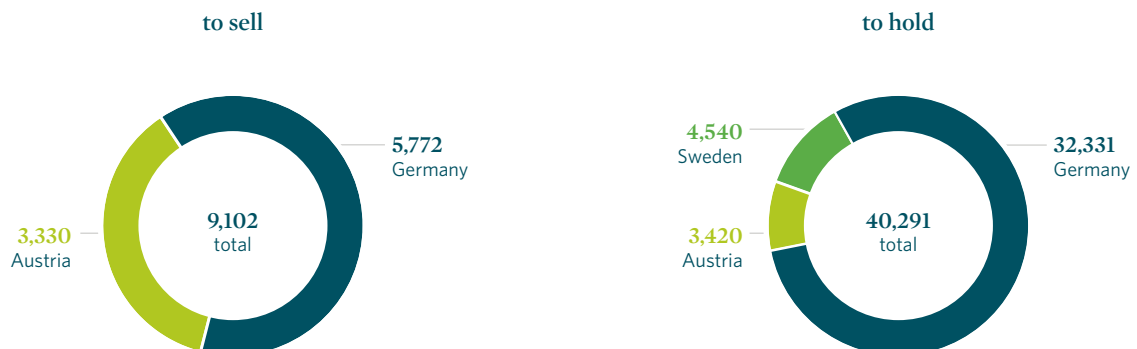 to sell
5,772
Germany
3,330
Austria
9,102
total
to hold
4,540
Sweden
32,331
Germany
3,420
Austria
40,291
total